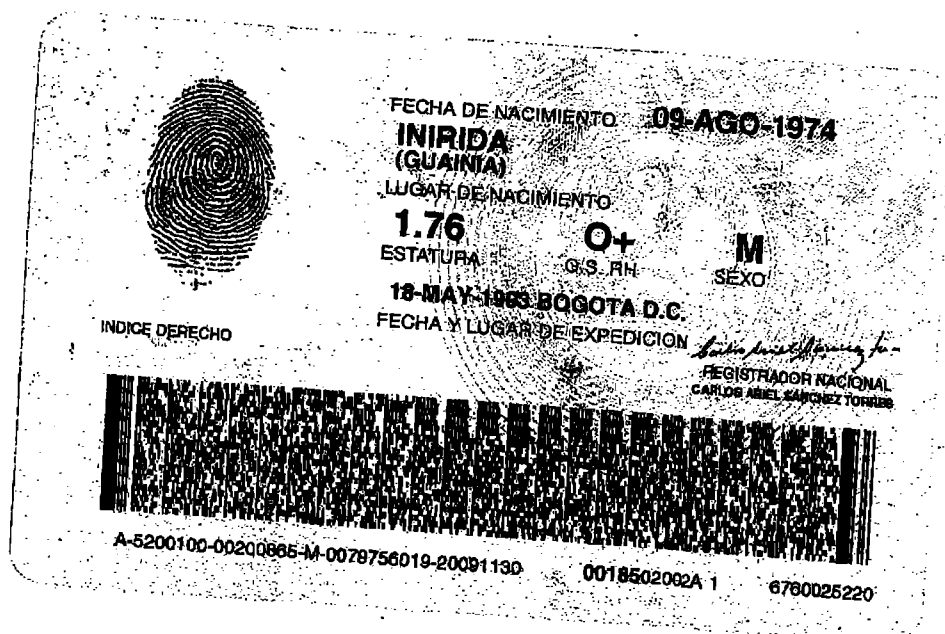 FECHA DE NACIMIENTO 09-AGO-1974
INIRIDA
(GUAINIA)
LUGAR DE NACIMIENTO
1.76 O+ M
ESTATURA G.S. RH SEXO
18-MAY-1993 BOGOTA D.C.
FECHA Y LUGAR DE EXPEDICION
INDICE DERECHO
REGISTRADOR NACIONAL
CARLOS ARIEL SANCHEZ TORRES
A-5200100-00200865-M-0079756019-20091130 0018502002A 1 6760025220